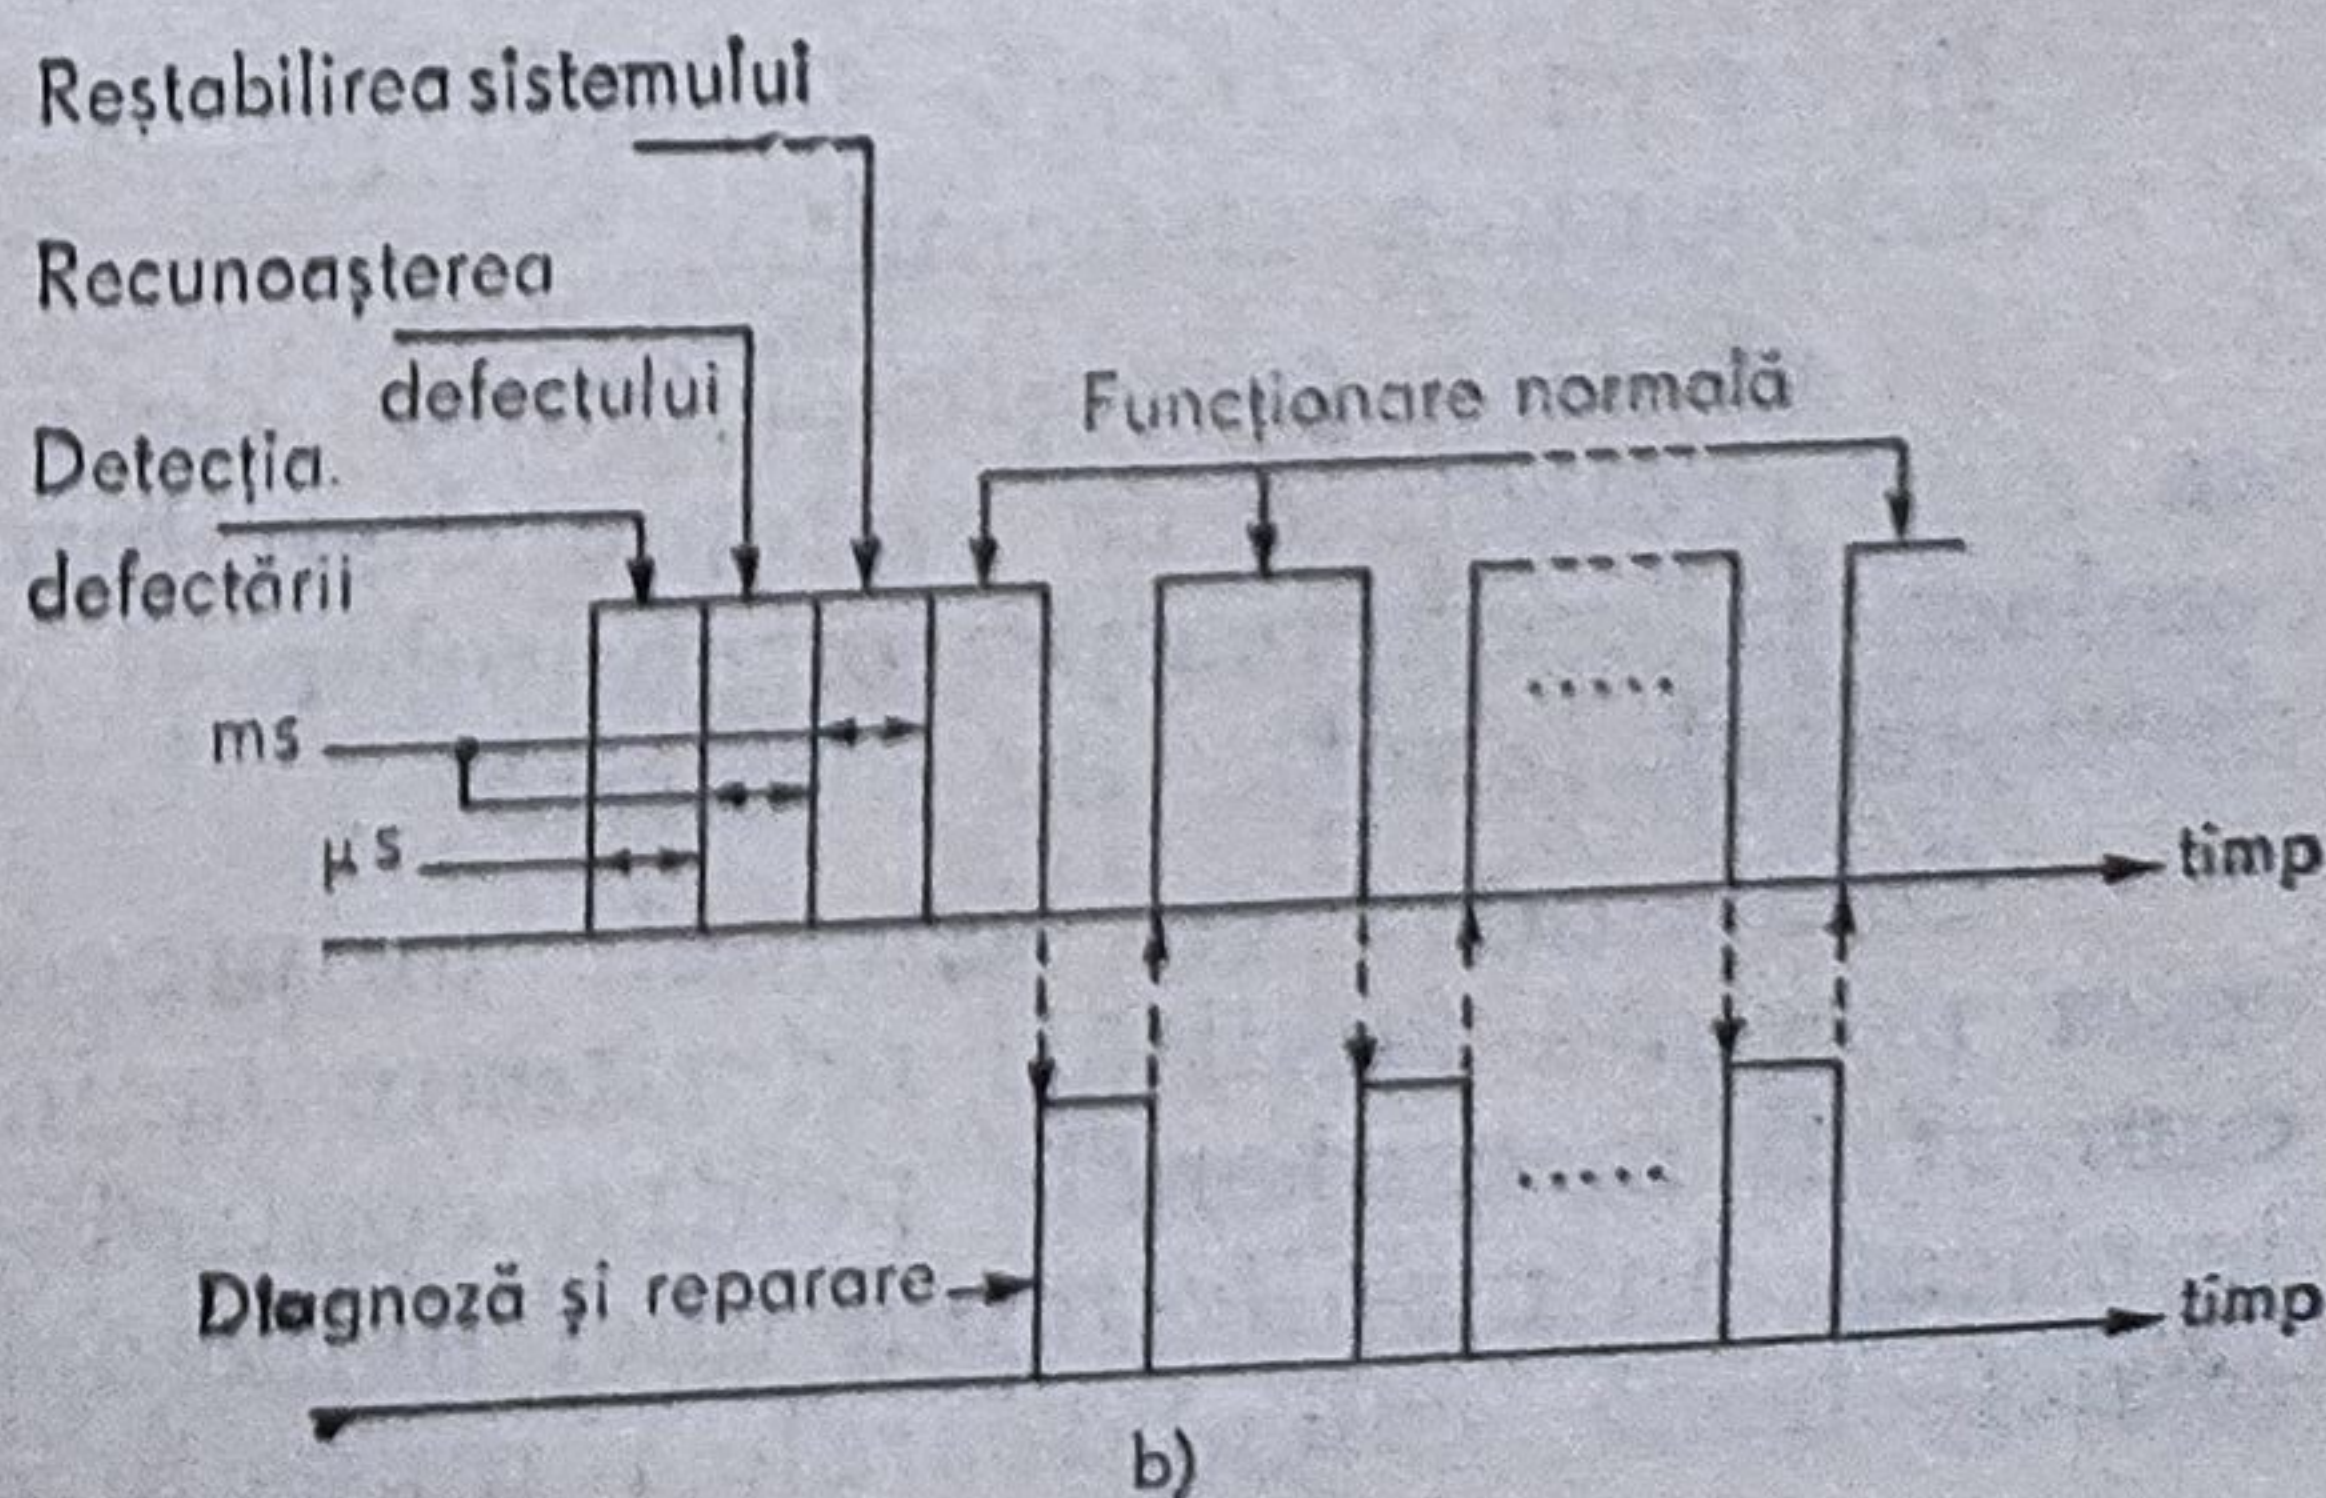 Reștabilirea sistemului
Recunoașterea
defectului
Detecția.
defectării
Funcționare normală
ms
μs
timp
Diagnoză și reparare
timp
b)